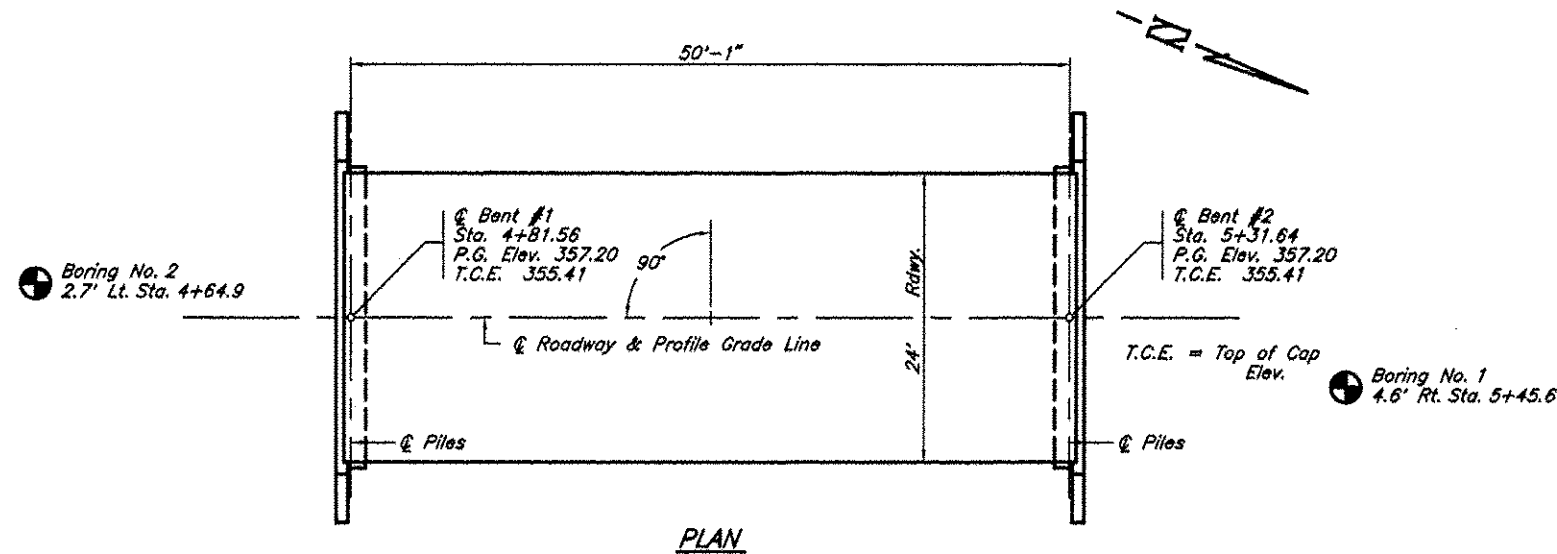 N
50'-1"
℄ Bent #1
Sta. 4+81.56
P.G. Elev. 357.20
T.C.E. 355.41
90°
℄ Bent #2
Sta. 5+31.64
P.G. Elev. 357.20
T.C.E. 355.41
Boring No. 2
2.7' Lt. Sta. 4+64.9
24' Rdwy.
℄ Roadway & Profile Grade Line
T.C.E. = Top of Cap
Elev.
Boring No. 1
4.6' Rt. Sta. 5+45.6
℄ Piles
℄ Piles
PLAN